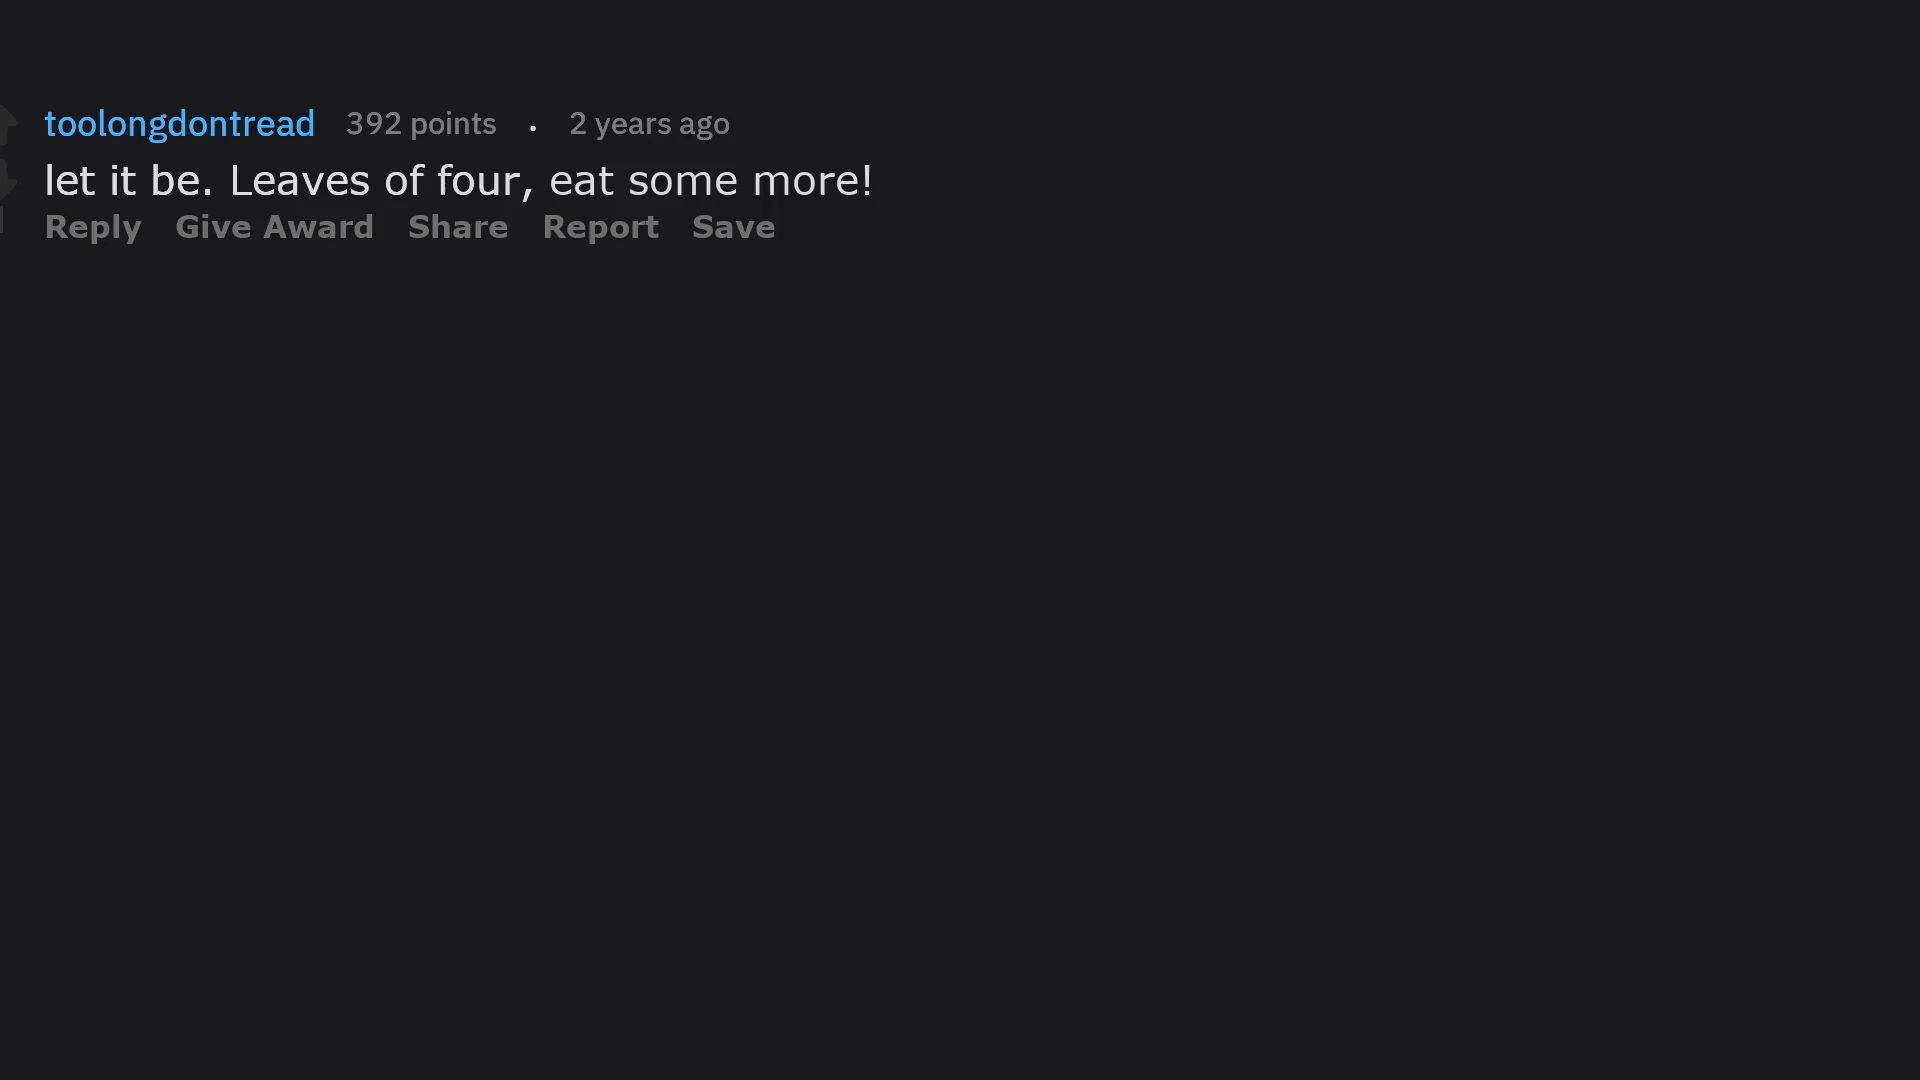 toolongdontread 392 points . 2 years ago
let it be. Leaves of four, eat some more!
Reply Give Award Share Report Save